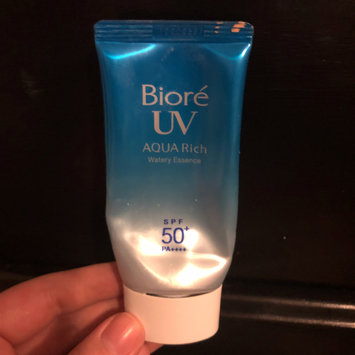 Bioré
UV
AQUA Rich
Watery Essence
SPF
50+
PA++++